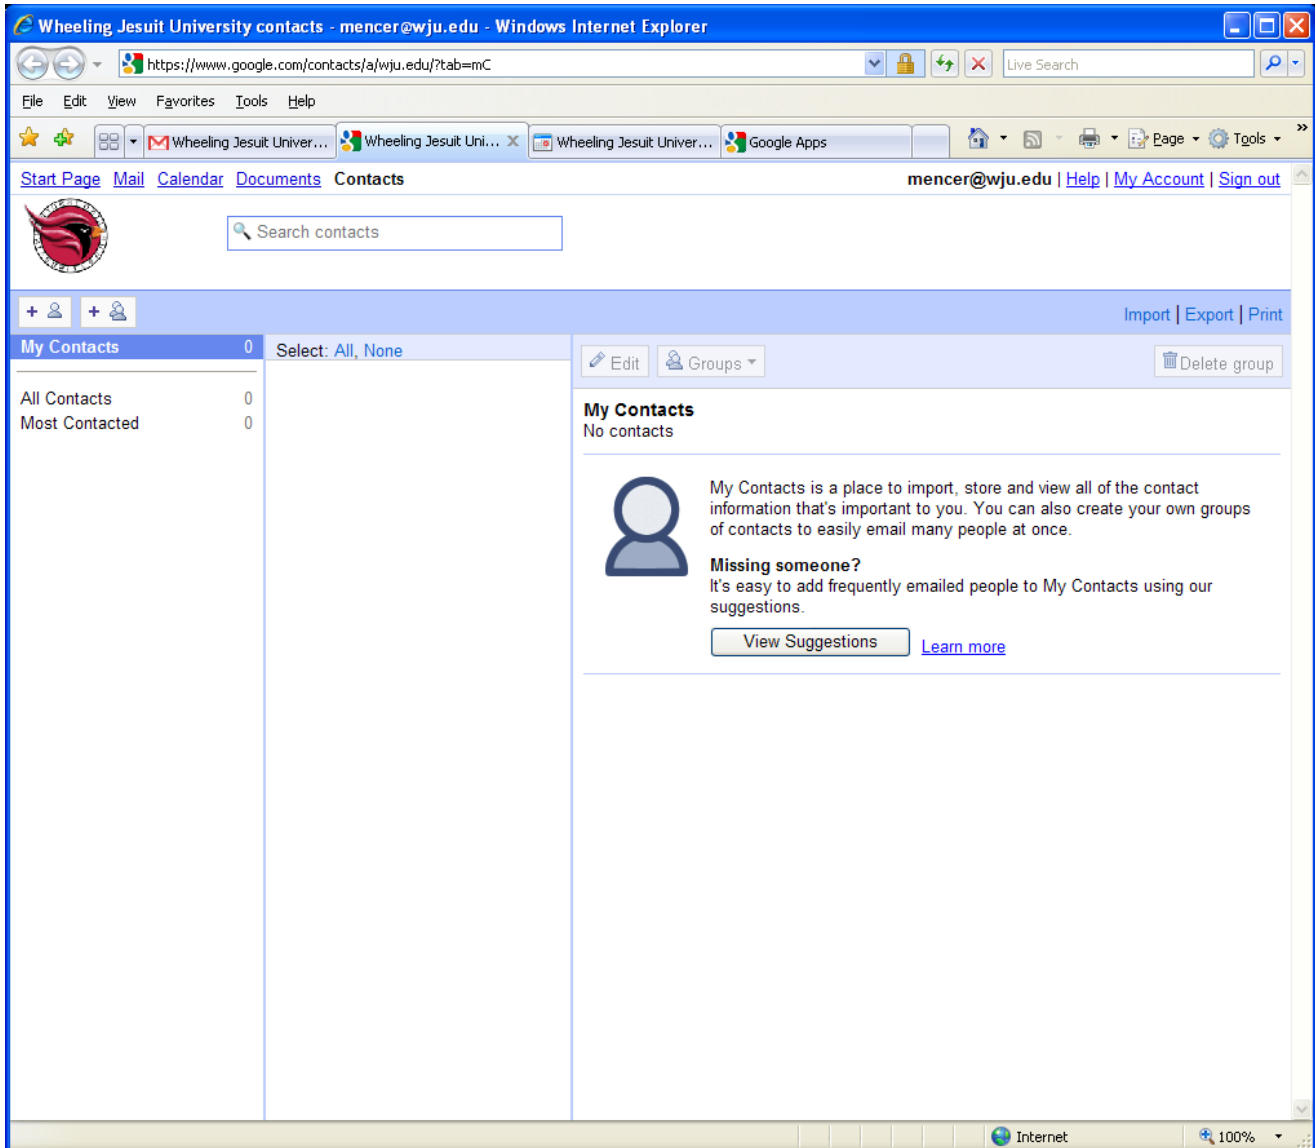 Wheeling Jesuit University contacts - mencer@wju.edu - Windows Internet Explorer
https://www.google.com/contacts/a/wju.edu/?tab=mC
Live Search
File Edit View Favorites Tools Help
Wheeling Jesuit Univer... Wheeling Jesuit Uni... Wheeling Jesuit Univer... Google Apps Page Tools »
Start Page Mail Calendar Documents Contacts mencer@wju.edu | Help | My Account | Sign out
Search contacts
Import | Export | Print
My Contacts 0
Select: All, None
Edit Groups Delete group
All Contacts 0
Most Contacted 0
My Contacts
No contacts
My Contacts is a place to import, store and view all of the contact
information that's important to you. You can also create your own groups
of contacts to easily email many people at once.
Missing someone?
It's easy to add frequently emailed people to My Contacts using our
suggestions.
View Suggestions Learn more
Internet 100%